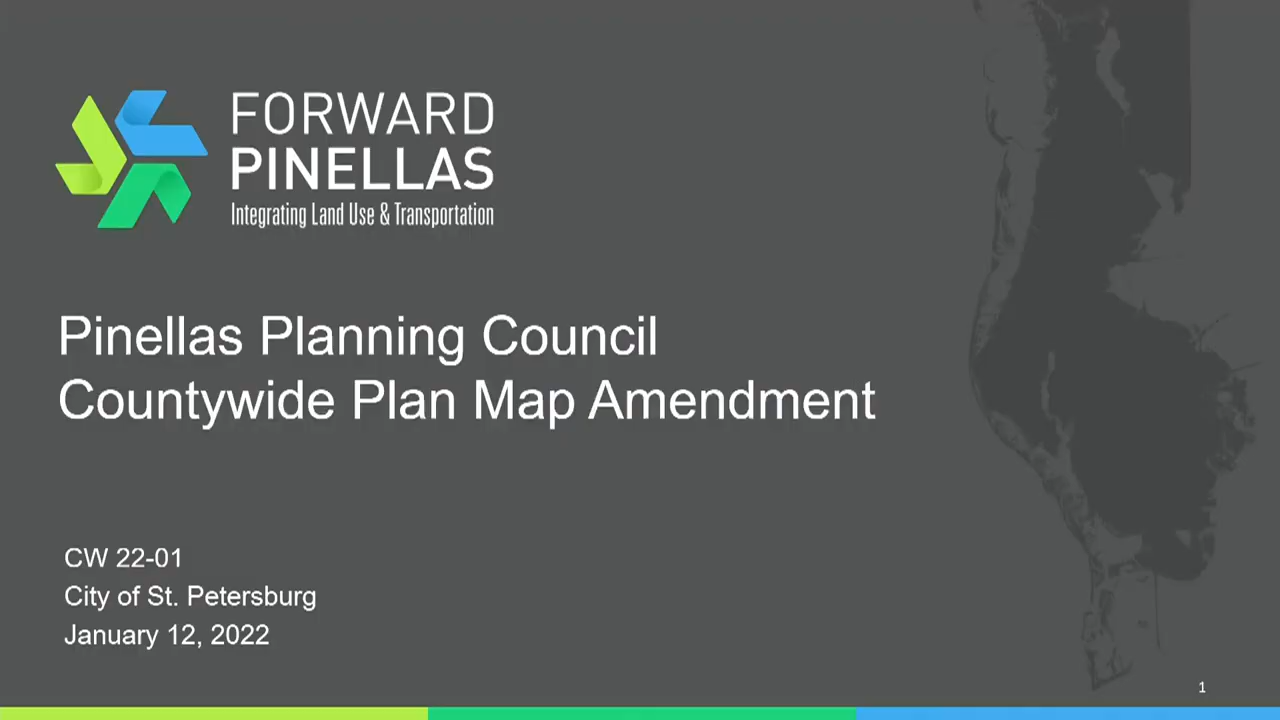 FORWARD
PINELLAS
Integrating Land Use & Transportation
Pinellas Planning Council
Countywide Plan Map Amendment
CW 22-01
City of St. Petersburg
January 12, 2022
1